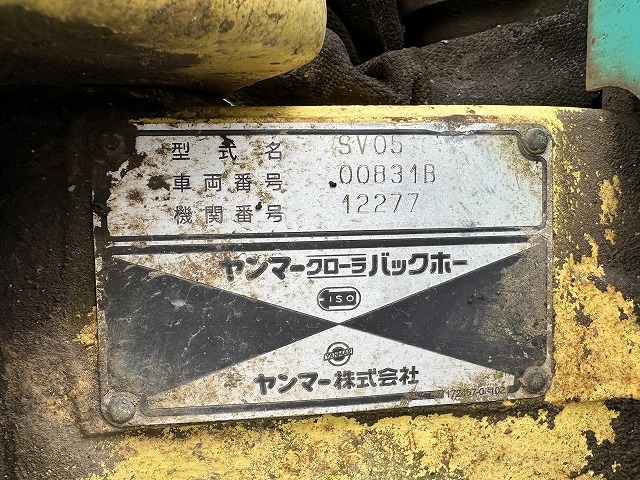 型式名 SV05
車両番号 00831B
機関番号 12277
ヤンマークローラバックホー
ISO
YANMAR
ヤンマー株式会社